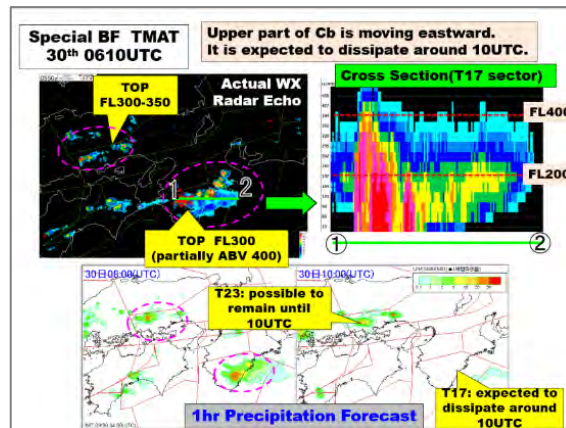 Special BF TMAT
30th 0610UTC
Upper part of Cb is moving eastward.
It is expected to dissipate around 10UTC.
TOP
FL300-350
Actual WX
Radar Echo
Cross Section(T17 sector)
FL400
FL200
1
2
TOP FL300
(partially ABV 400)
①
②
30日08:00(UTC)
30日10:00(UTC)
T23: possible to
remain until
10UTC
T17: expected to
dissipate around
10UTC
1hr Precipitation Forecast